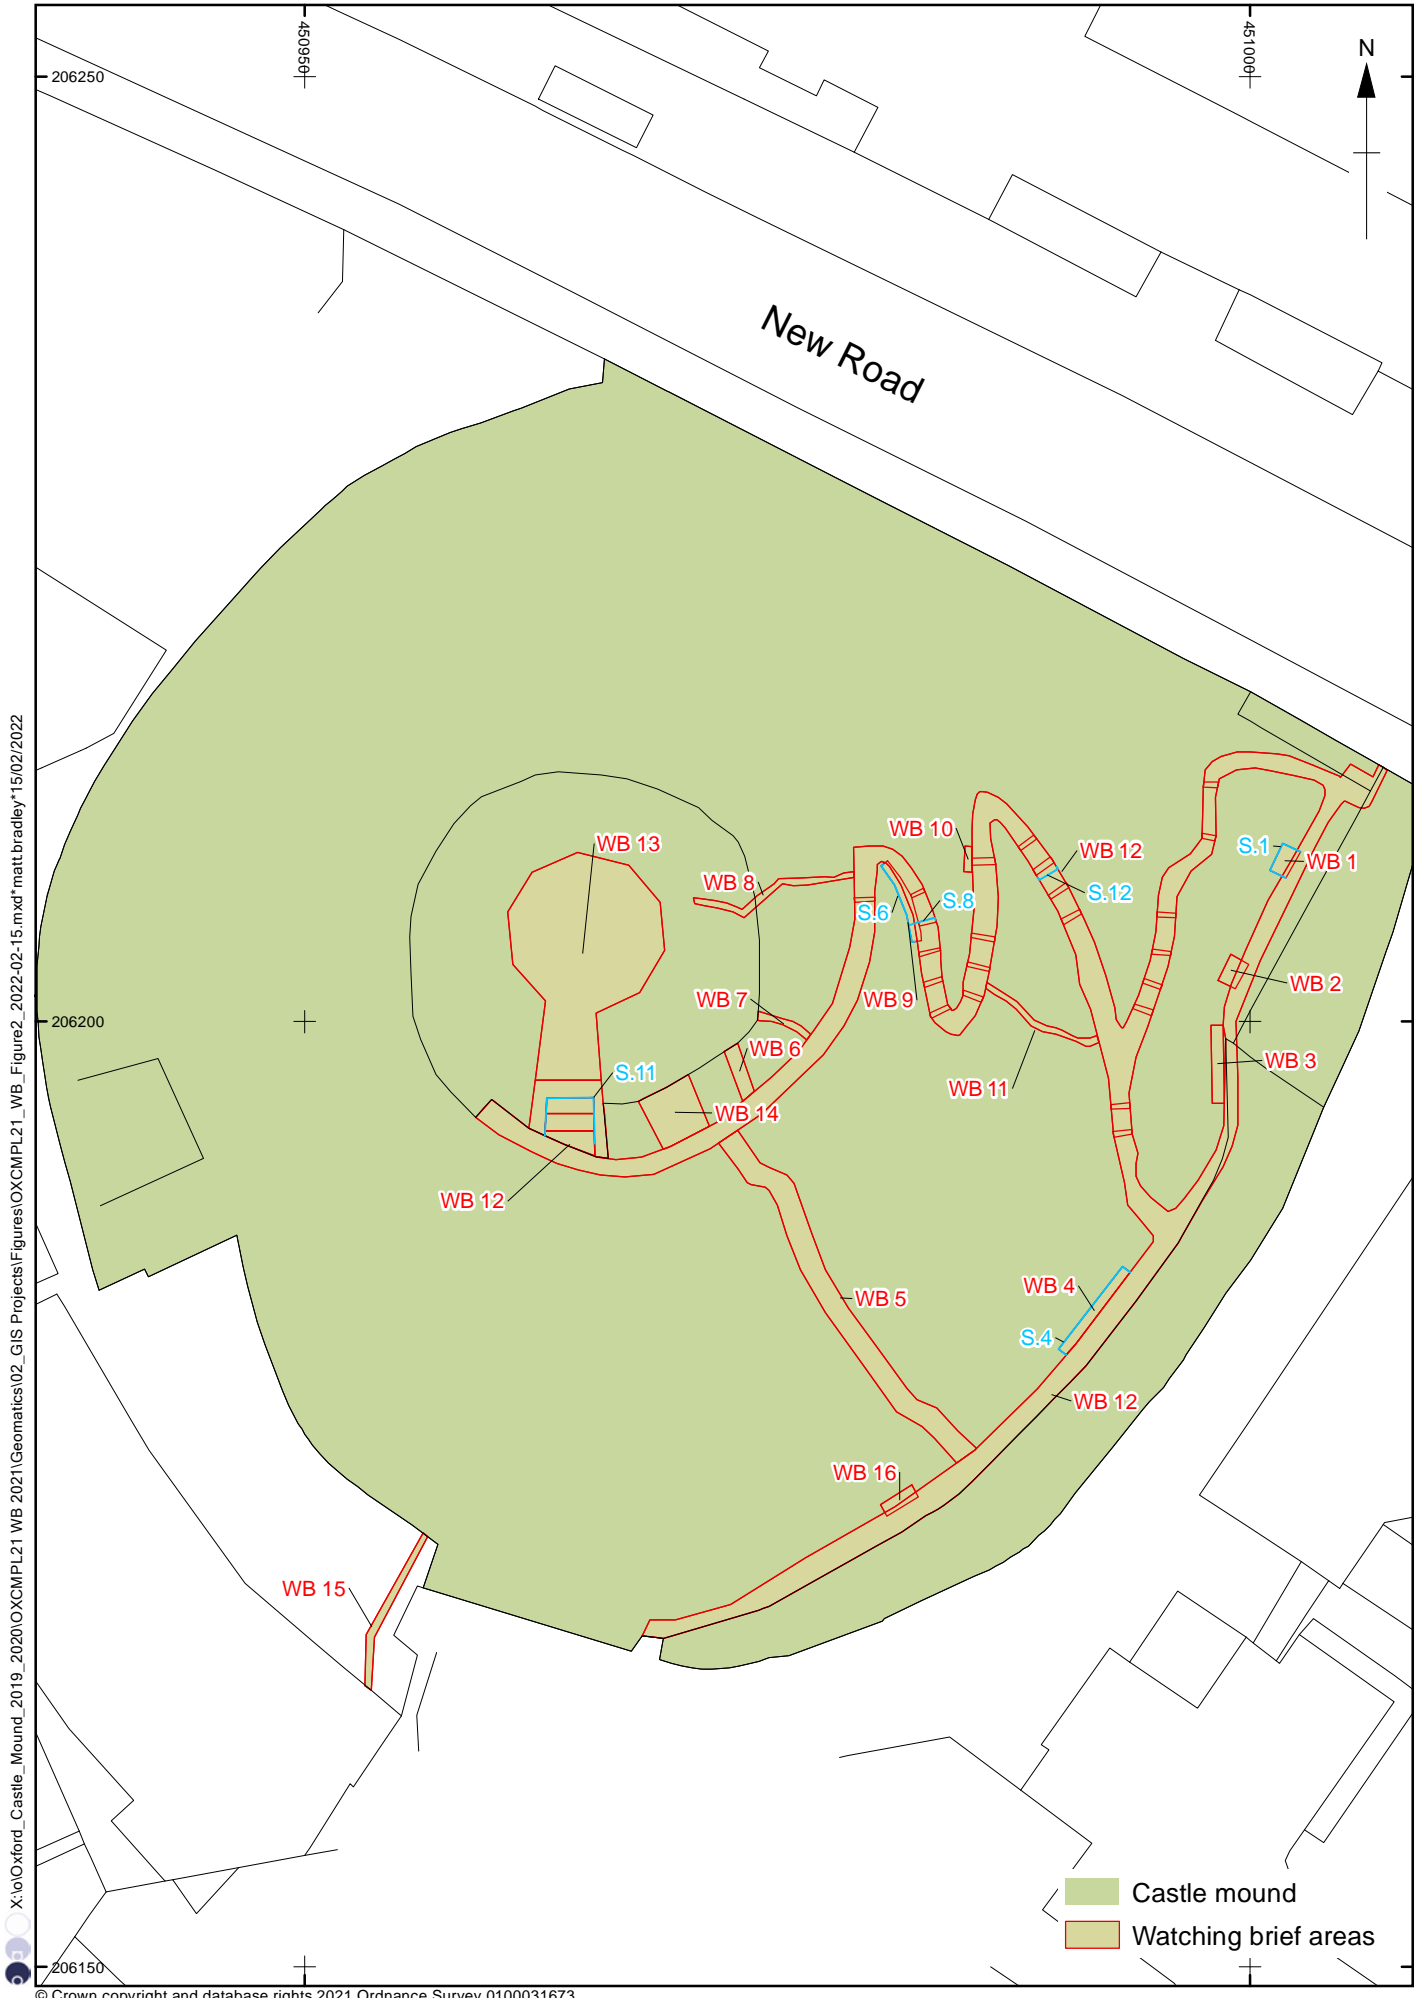 450950
451000
N
206250
New Road
WB 10
WB 12
WB 13
S.1
WB 1
WB 8
S.12
S.6
S.8
WB 2
WB 7
WB 9
206200
WB 6
WB 3
S.11
WB 11
WB 14
WB 12
WB 4
WB 5
S.4
WB 12
WB 16
WB 15
Castle mound
Watching brief areas
206150
X:\o\Oxford_Castle_Mound_2019_2020\OXCMPL21 WB 2021\Geomatics\02_GIS Projects\Figures\OXCMPL21_WB_Figure2_2022-02-15.mxd*matt.bradley*15/02/2022
© Crown copyright and database rights 2021 Ordnance Survey 0100031673